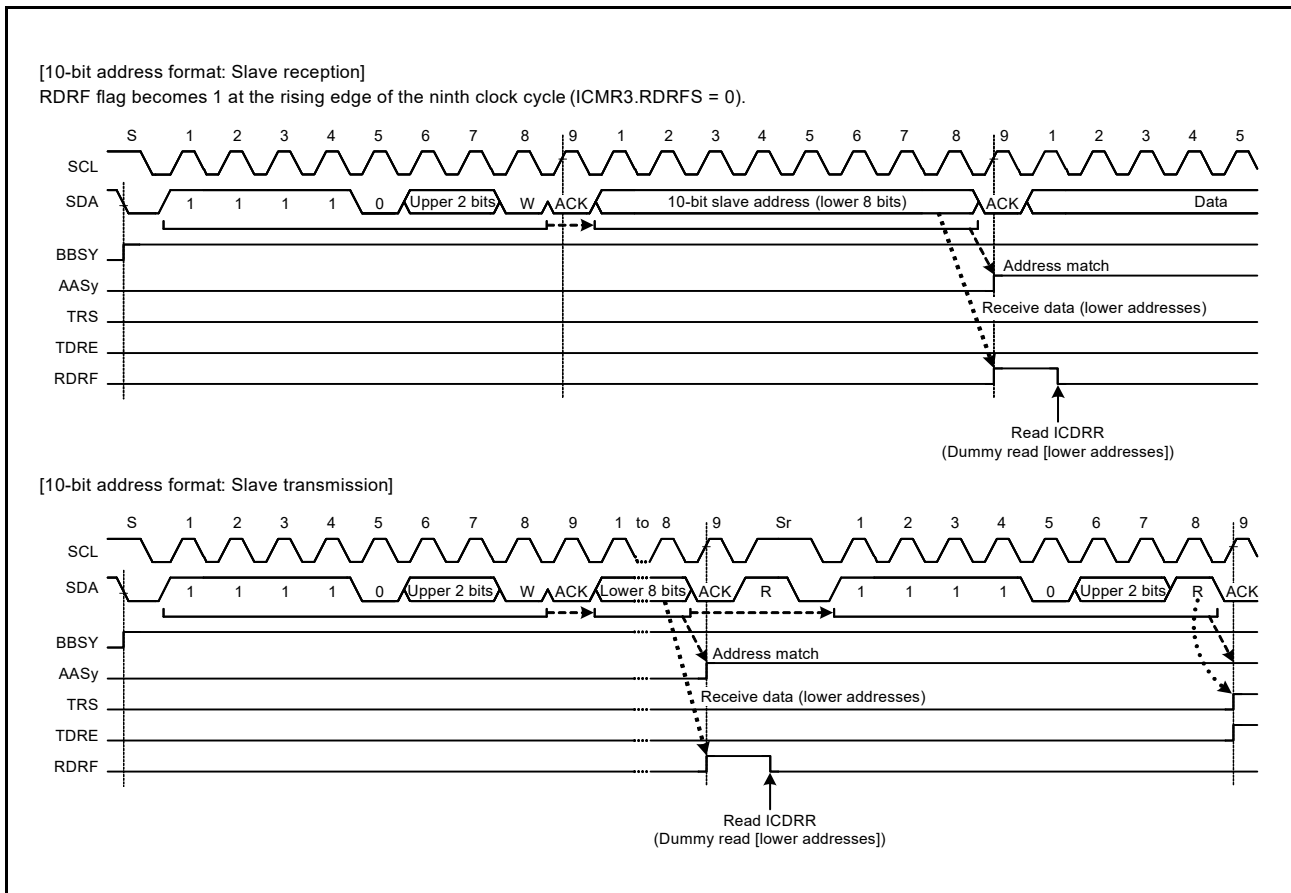 [10-bit address format: Slave reception]
RDRF flag becomes 1 at the rising edge of the ninth clock cycle (ICMR3.RDRFS = 0).
S 1 2 3 4 5 6 7 8 9 1 2 3 4 5 6 7 8 9 1 2 3 4 5
SCL
SDA 1 1 1 1 0 Upper 2 bits W ACK 10-bit slave address (lower 8 bits) ACK Data
BBSY
Address match
AASy
Receive data (lower addresses)
TRS
TDRE
RDRF
Read ICDRR
(Dummy read [lower addresses])
[10-bit address format: Slave transmission]
S 1 2 3 4 5 6 7 8 9 1 to 8 9 Sr 1 2 3 4 5 6 7 8 9
SCL
SDA 1 1 1 1 0 Upper 2 bits W ACK Lower 8 bits ACK R 1 1 1 1 0 Upper 2 bits R ACK
BBSY
Address match
AASy
Receive data (lower addresses)
TRS
TDRE
RDRF
Read ICDRR
(Dummy read [lower addresses])